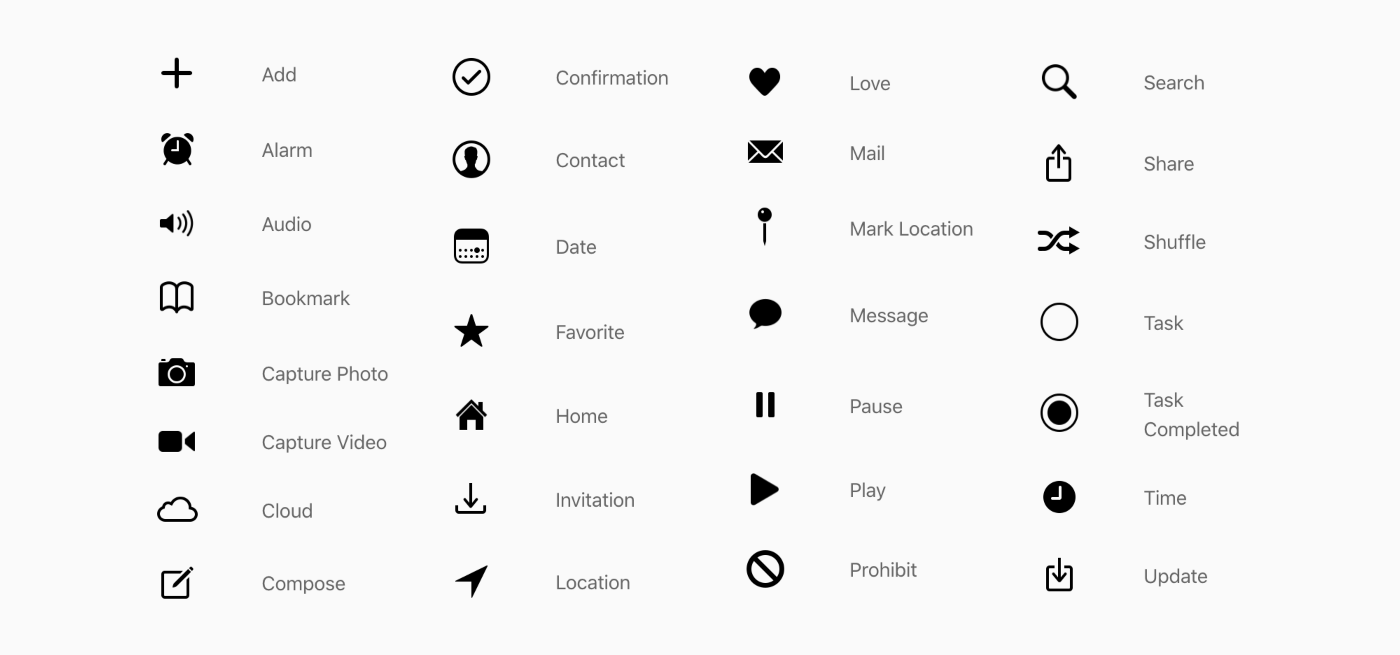 Add
Alarm
Audio
Bookmark
Capture Photo
Capture Video
Cloud
Compose
Confirmation
Contact
Date
Favorite
Home
Invitation
Location
Love
Mail
Mark Location
Message
Pause
Play
Prohibit
Search
Share
Shuffle
Task
Task
Completed
Time
Update